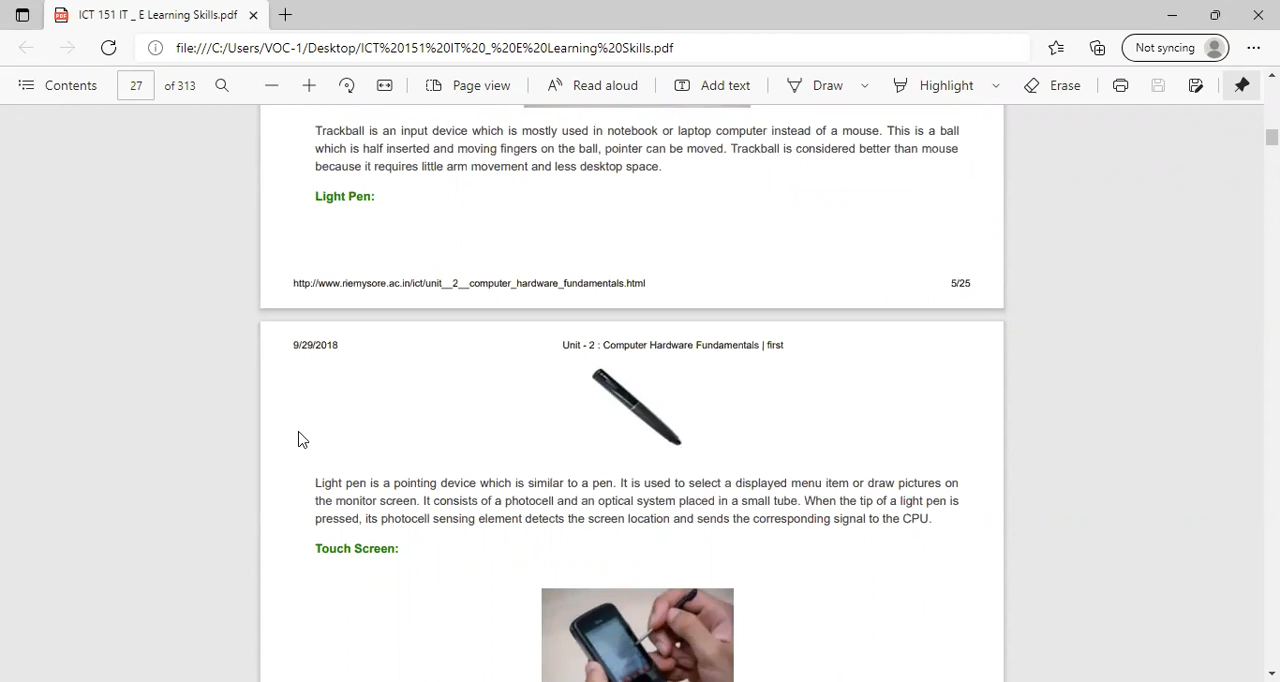 ICT 151 IT _ E Learning Skills.pdf
file:///C:/Users/VOC-1/Desktop/ICT%20151%20IT%20_%20E%20Learning%20Skills.pdf
Not syncing
Contents 27 of 313 Page view Read aloud Add text Draw Highlight Erase
Trackball is an input device which is mostly used in notebook or laptop computer instead of a mouse. This is a ball
which is half inserted and moving fingers on the ball, pointer can be moved. Trackball is considered better than mouse
because it requires little arm movement and less desktop space.
Light Pen:
http://www.riemysore.ac.in/ict/unit__2__computer_hardware_fundamentals.html 5/25
9/29/2018 Unit - 2 : Computer Hardware Fundamentals | first
Light pen is a pointing device which is similar to a pen. It is used to select a displayed menu item or draw pictures on
the monitor screen. It consists of a photocell and an optical system placed in a small tube. When the tip of a light pen is
pressed, its photocell sensing element detects the screen location and sends the corresponding signal to the CPU.
Touch Screen: